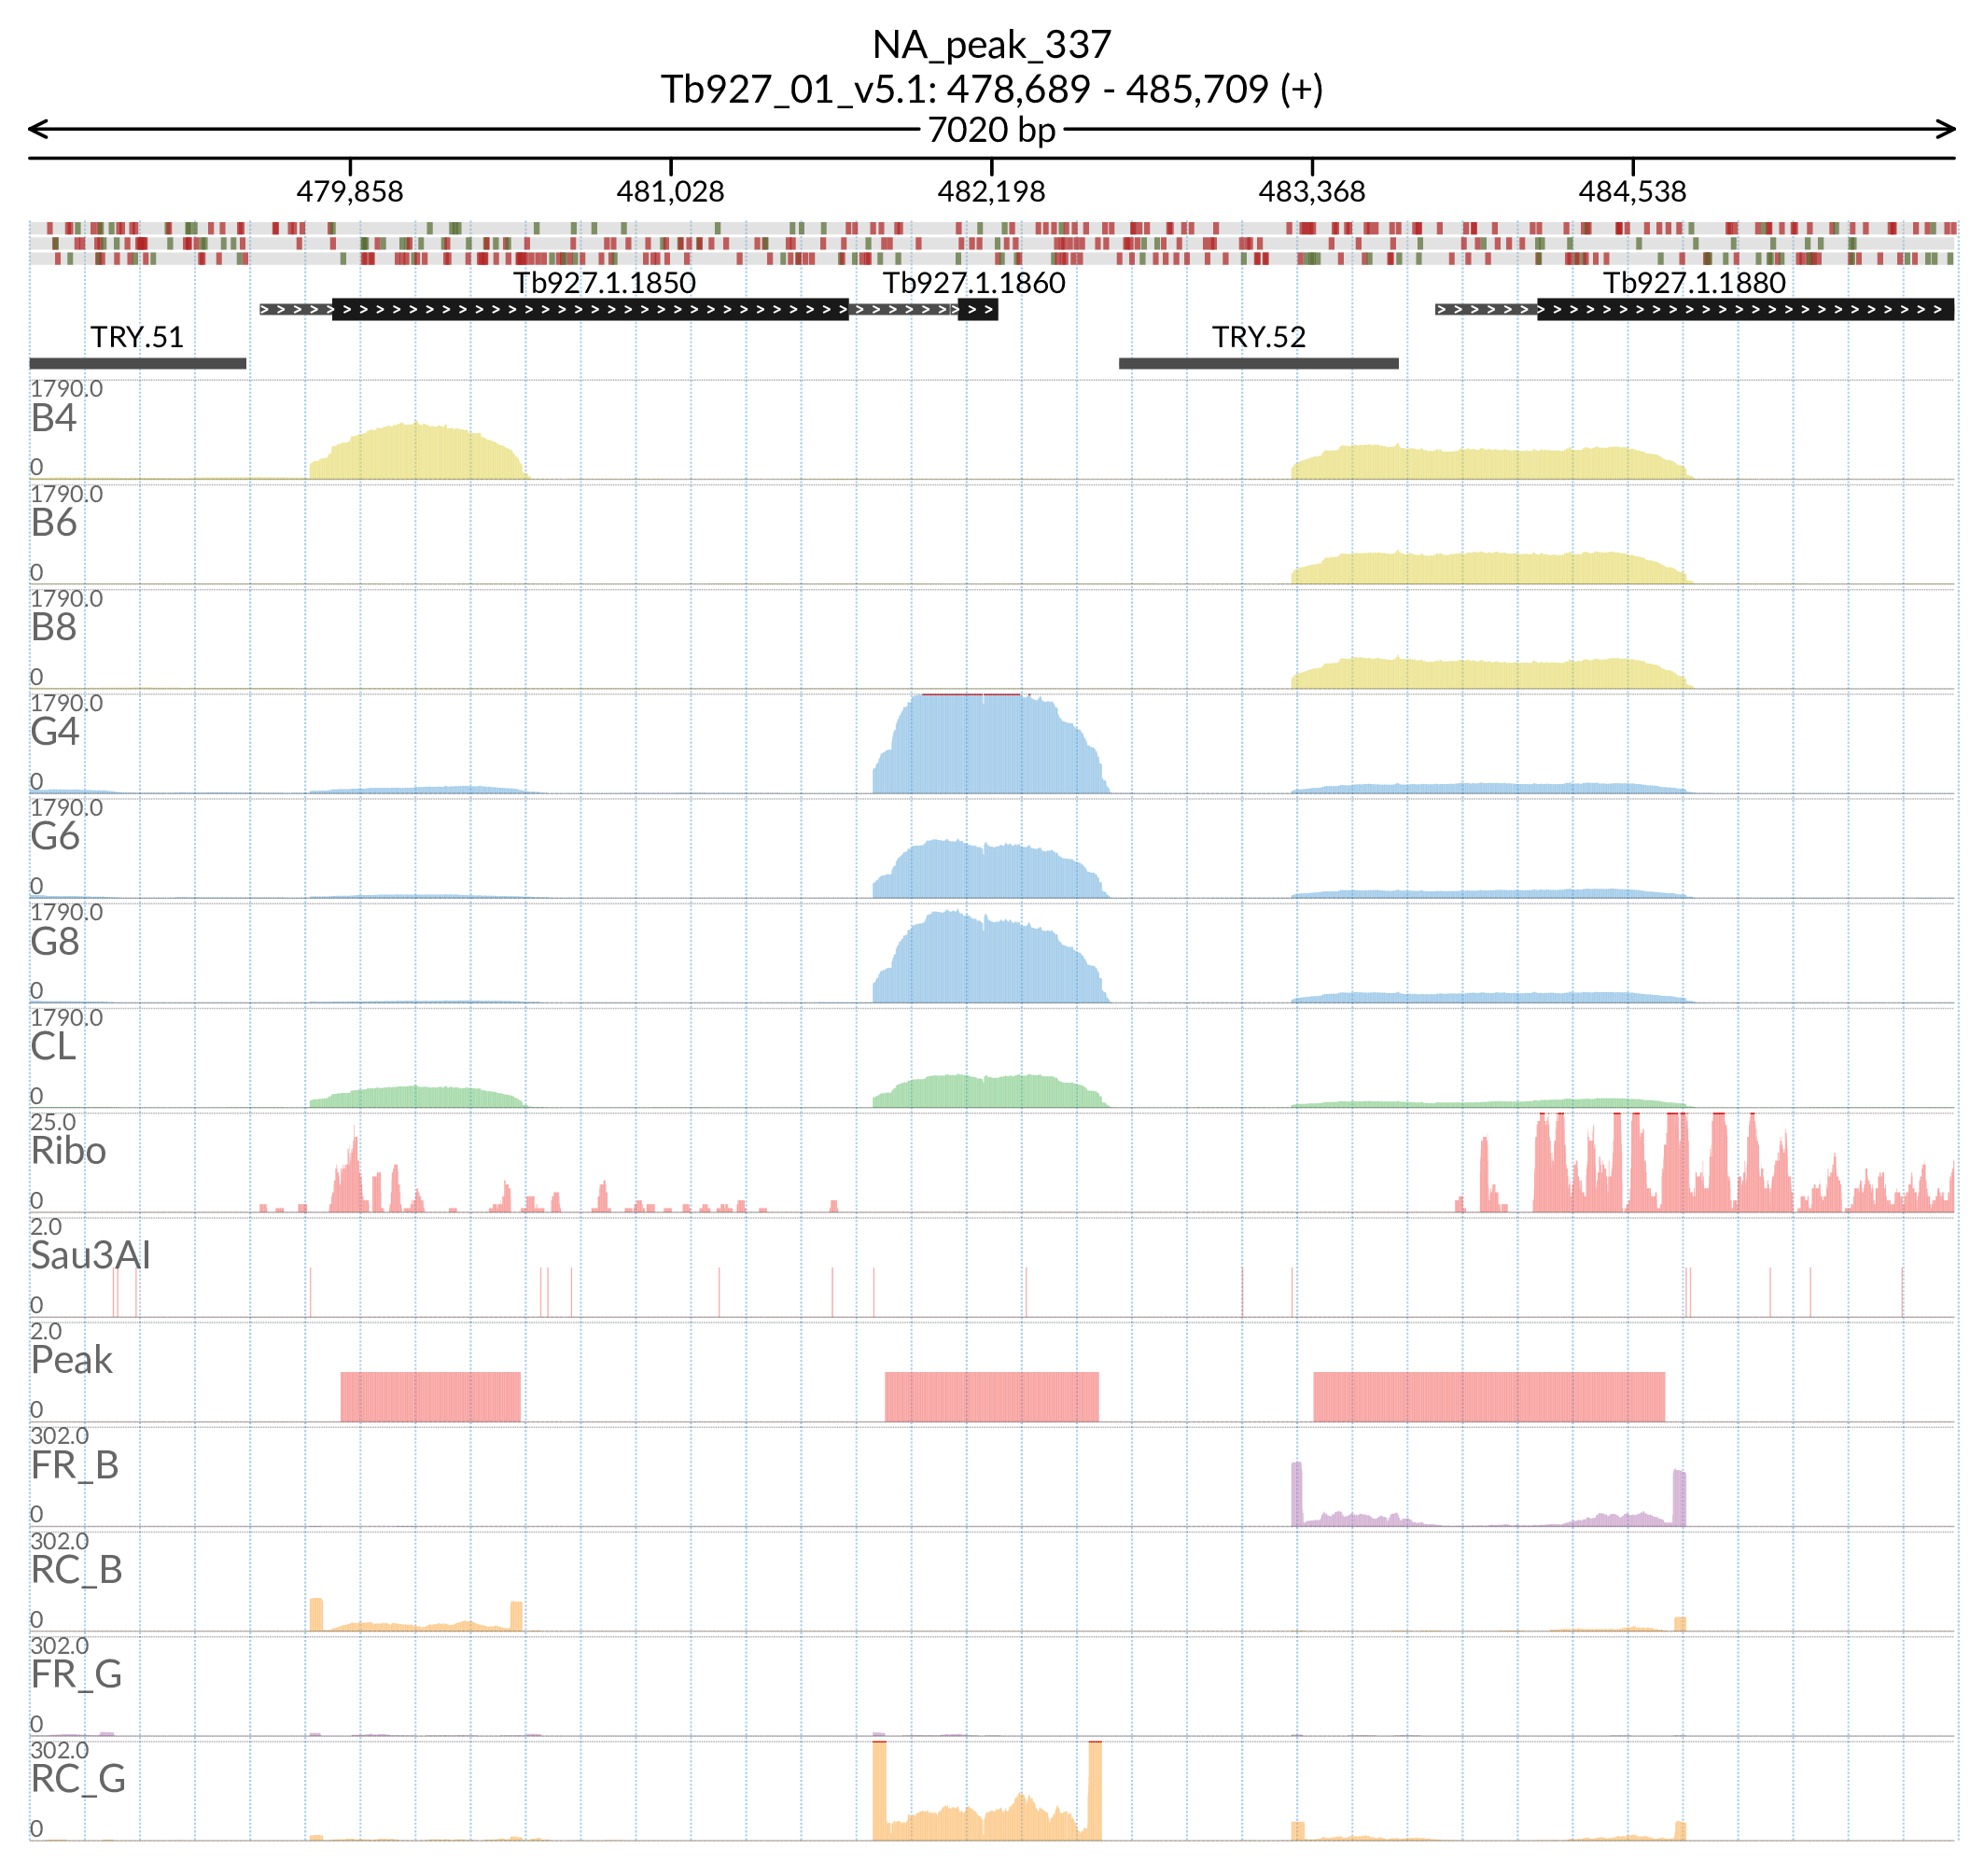 NA_peak_337
Tb927_01_v5.1: 478,689 - 485,709 (+)
7020 bp
479,858 481,028 482,198 483,368 484,538
Tb927.1.1850 Tb927.1.1860 Tb927.1.1880
TRY.51 TRY.52
1790.0
B4
0
1790.0
B6
0
1790.0
B8
0
1790.0
G4
0
1790.0
G6
0
1790.0
G8
0
1790.0
CL
0
25.0
Ribo
0
2.0
Sau3AI
0
2.0
Peak
0
302.0
FR_B
0
302.0
RC_B
0
302.0
FR_G
0
302.0
RC_G
0